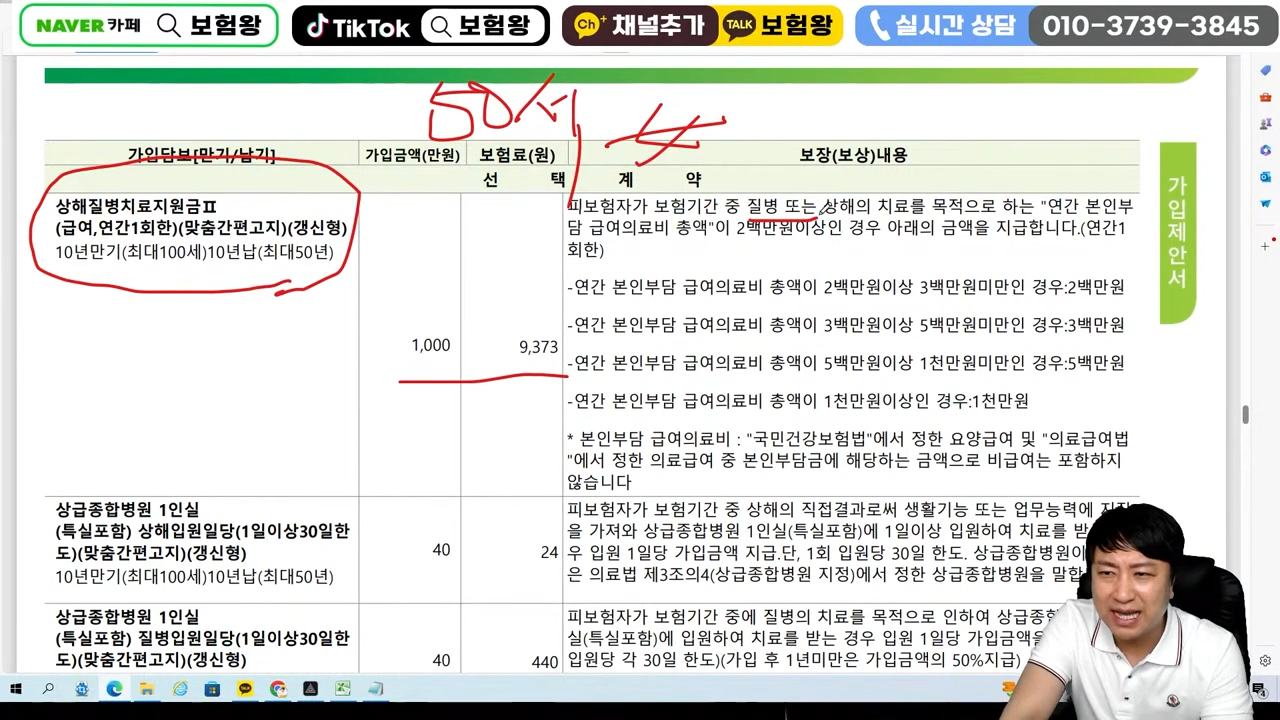 NAVER 카페 보험왕
TikTok 보험왕
Ch+ 채널추가 TALK 보험왕
실시간 상담 010-3739-3845
50세
가입담보[만기/납기] 가입금액(만원) 보험료(원) 보장(보상)내용
선 택 계 약
상해질병치료지원금Ⅱ
(급여,연간1회한)(맞춤간편고지)(갱신형)
10년만기(최대100세)10년납(최대50년)
1,000 9,373
피보험자가 보험기간 중 질병 또는 상해의 치료를 목적으로 하는 "연간 본인부
담 급여의료비 총액"이 2백만원이상인 경우 아래의 금액을 지급합니다.(연간1
회한)
-연간 본인부담 급여의료비 총액이 2백만원이상 3백만원미만인 경우:2백만원
-연간 본인부담 급여의료비 총액이 3백만원이상 5백만원미만인 경우:3백만원
-연간 본인부담 급여의료비 총액이 5백만원이상 1천만원미만인 경우:5백만원
-연간 본인부담 급여의료비 총액이 1천만원이상인 경우:1천만원
* 본인부담 급여의료비 : "국민건강보험법"에서 정한 요양급여 및 "의료급여법
"에서 정한 의료급여 중 본인부담금에 해당하는 금액으로 비급여는 포함하지
않습니다
상급종합병원 1인실
(특실포함) 상해입원일당(1일이상30일한
도)(맞춤간편고지)(갱신형)
10년만기(최대100세)10년납(최대50년)
40 24
피보험자가 보험기간 중 상해의 직접결과로써 생활기능 또는 업무능력에
을 가져와 상급종합병원 1인실(특실포함)에 1일이상 입원하여 치료를
우 입원 1일당 가입금액 지급.단, 1회 입원당 30일 한도. 상급종합병원
은 의료법 제3조의4(상급종합병원 지정)에서 정한 상급종합병원을
상급종합병원 1인실
(특실포함) 질병입원일당(1일이상30일한
도)(맞춤간편고지)(갱신형)
40 440
피보험자가 보험기간 중에 질병의 치료를 목적으로 인하여
실(특실포함)에 입원하여 치료를 받는 경우 입원 1일당
입원당 각 30일 한도)(가입 후 1년미만은 가입금액의 50%지급)
가입제안서